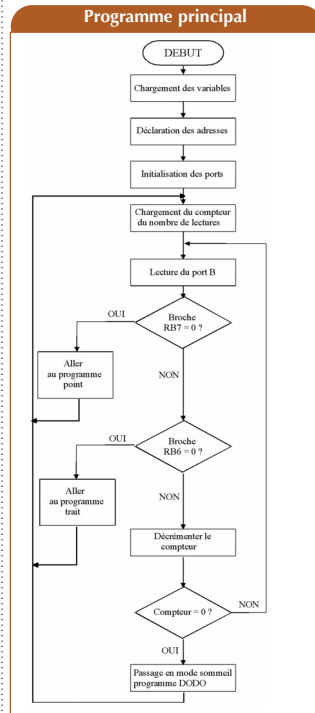 Programme principal
DEBUT
Chargement des variables
Déclaration des adresses
Initialisation des ports
Chargement du compteur
du nombre de lectures
Lecture du port B
OUI
Broche
RB7 = 0 ?
Aller
au programme
point
NON
OUI
Broche
RB6 = 0 ?
Aller
au programme
trait
NON
Décrémenter le
compteur
Compteur = 0 ?
NON
OUI
Passage en mode sommeil
programme DODO